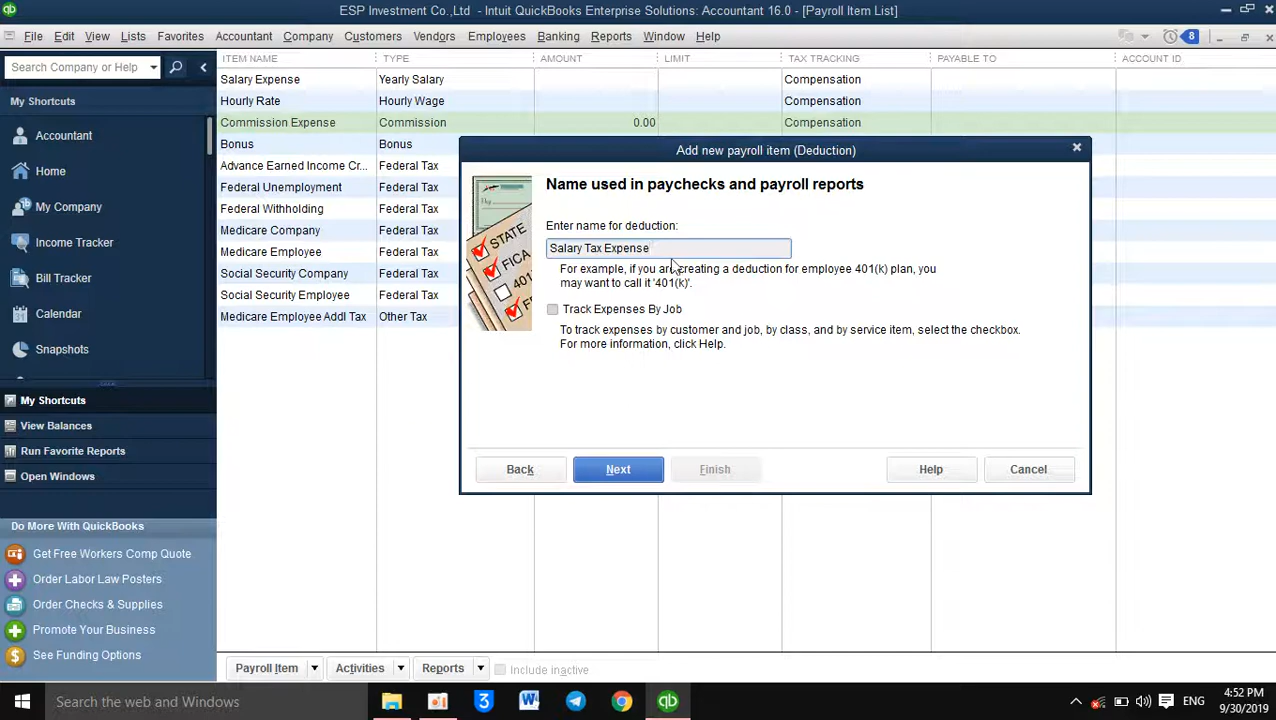 ESP Investment Co.,Ltd - Intuit QuickBooks Enterprise Solutions: Accountant 16.0 - [Payroll Item List]
File Edit View Lists Favorites Accountant Company Customers Vendors Employees Banking Reports Window Help 8
Search Company or Help
My Shortcuts
Accountant
Home
My Company
Income Tracker
Bill Tracker
Calendar
Snapshots
My Shortcuts
View Balances
Run Favorite Reports
Open Windows
Do More With QuickBooks
Get Free Workers Comp Quote
Order Labor Law Posters
Order Checks & Supplies
Promote Your Business
See Funding Options
ITEM NAME TYPE AMOUNT LIMIT TAX TRACKING PAYABLE TO ACCOUNT ID
Salary Expense Yearly Salary Compensation
Hourly Rate Hourly Wage Compensation
Commission Expense Commission 0.00 Compensation
Bonus Bonus
Advance Earned Income Cr... Federal Tax
Federal Unemployment Federal Tax
Federal Withholding Federal Tax
Medicare Company Federal Tax
Medicare Employee Federal Tax
Social Security Company Federal Tax
Social Security Employee Federal Tax
Medicare Employee Addl Tax Other Tax
Add new payroll item (Deduction)
STATE
FICA
401
Name used in paychecks and payroll reports
Enter name for deduction:
Salary Tax Expense
For example, if you are creating a deduction for employee 401(k) plan, you
may want to call it '401(k)'.
Track Expenses By Job
To track expenses by customer and job, by class, and by service item, select the checkbox.
For more information, click Help.
Back Next Finish Help Cancel
Payroll Item Activities Reports Include inactive
Search the web and Windows
ENG
4:52 PM
9/30/2019